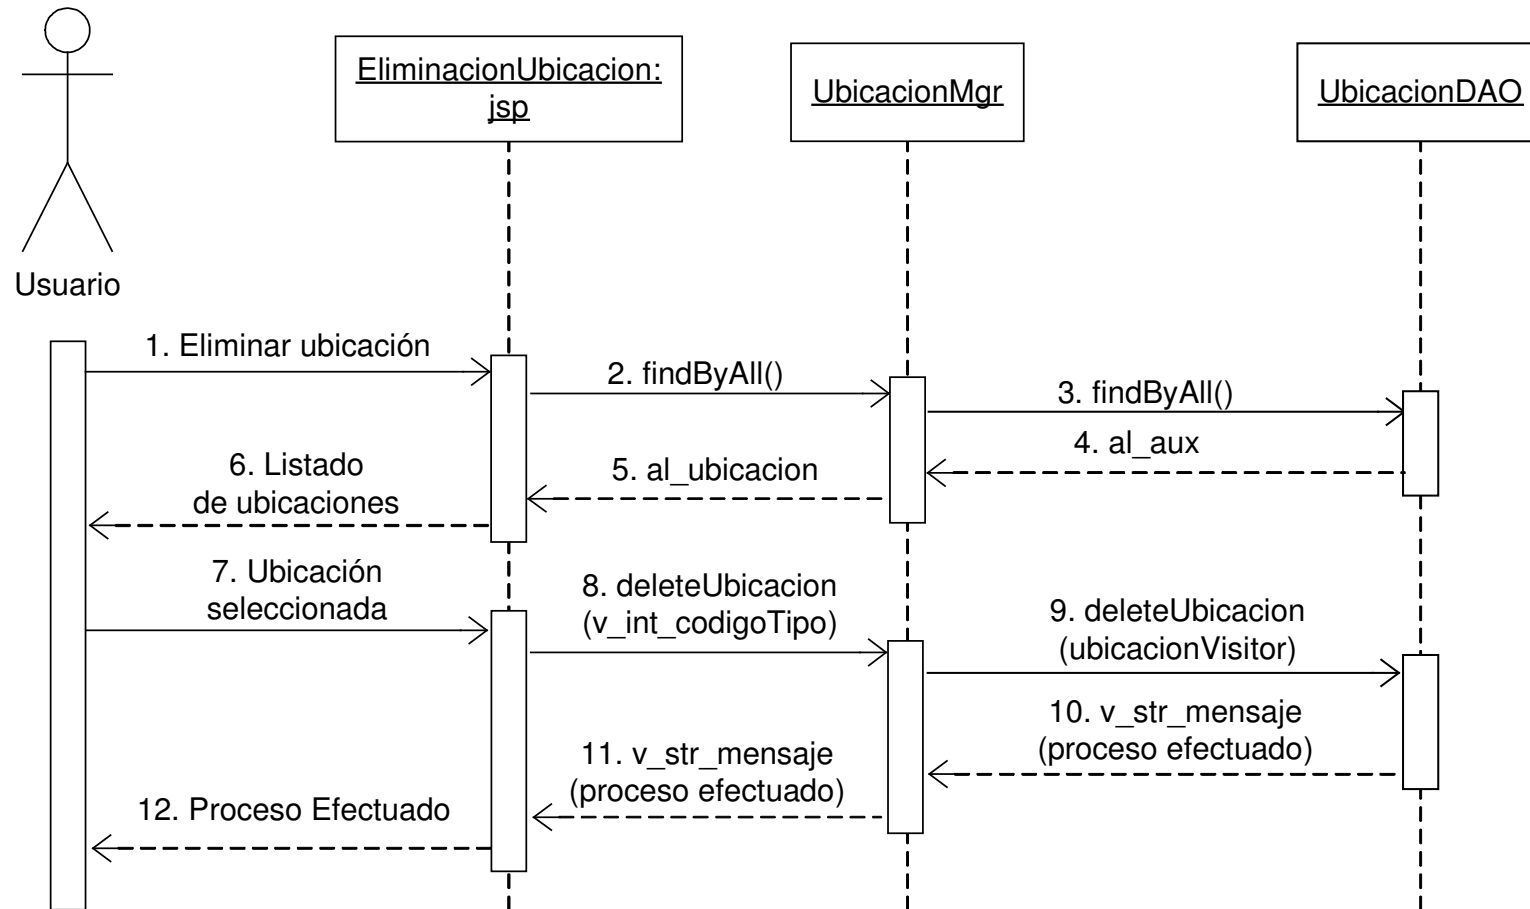 EliminacionUbicacion:
jsp
UbicacionMgr
UbicacionDAO
Usuario
1. Eliminar ubicación
2. findByAll()
3. findByAll()
4. al_aux
5. al_ubicacion
6. Listado
de ubicaciones
7. Ubicación
seleccionada
8. deleteUbicacion
(v_int_codigoTipo)
9. deleteUbicacion
(ubicacionVisitor)
10. v_str_mensaje
(proceso efectuado)
11. v_str_mensaje
(proceso efectuado)
12. Proceso Efectuado